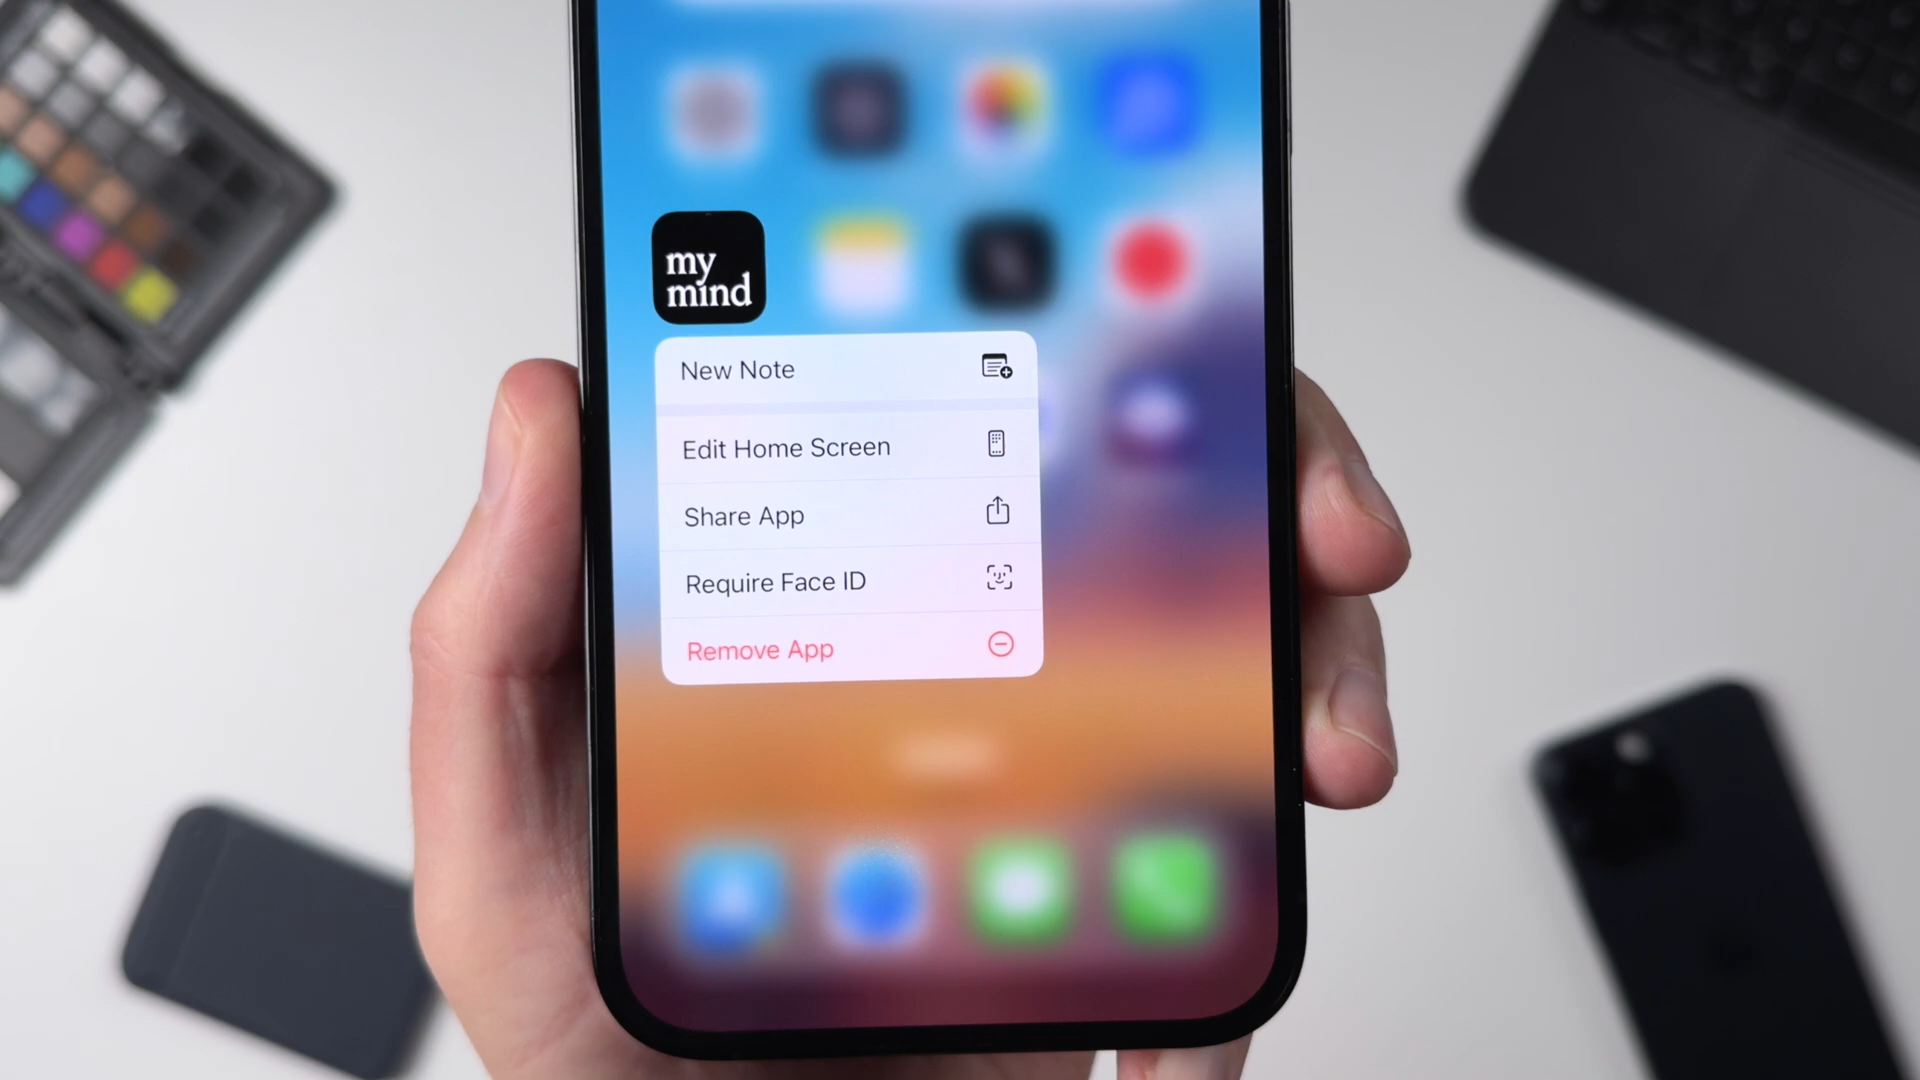 my
mind
New Note
Edit Home Screen
Share App
Require Face ID
Remove App